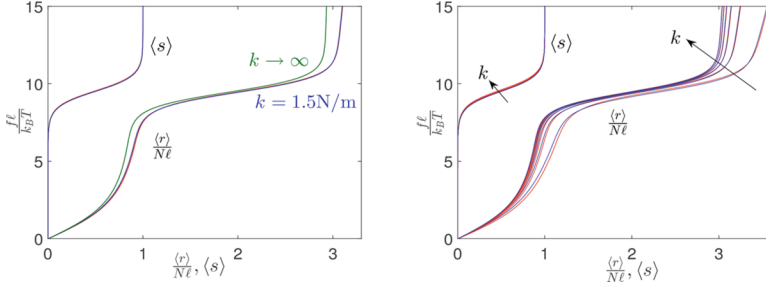 15
10
5
0
0
1
2
3
fℓ/k_BT
⟨r⟩/Nℓ, ⟨s⟩
⟨s⟩
k → ∞
k = 1.5N/m
⟨r⟩/Nℓ
15
10
5
0
0
1
2
3
fℓ/k_BT
⟨r⟩/Nℓ, ⟨s⟩
⟨s⟩
k
k
⟨r⟩/Nℓ